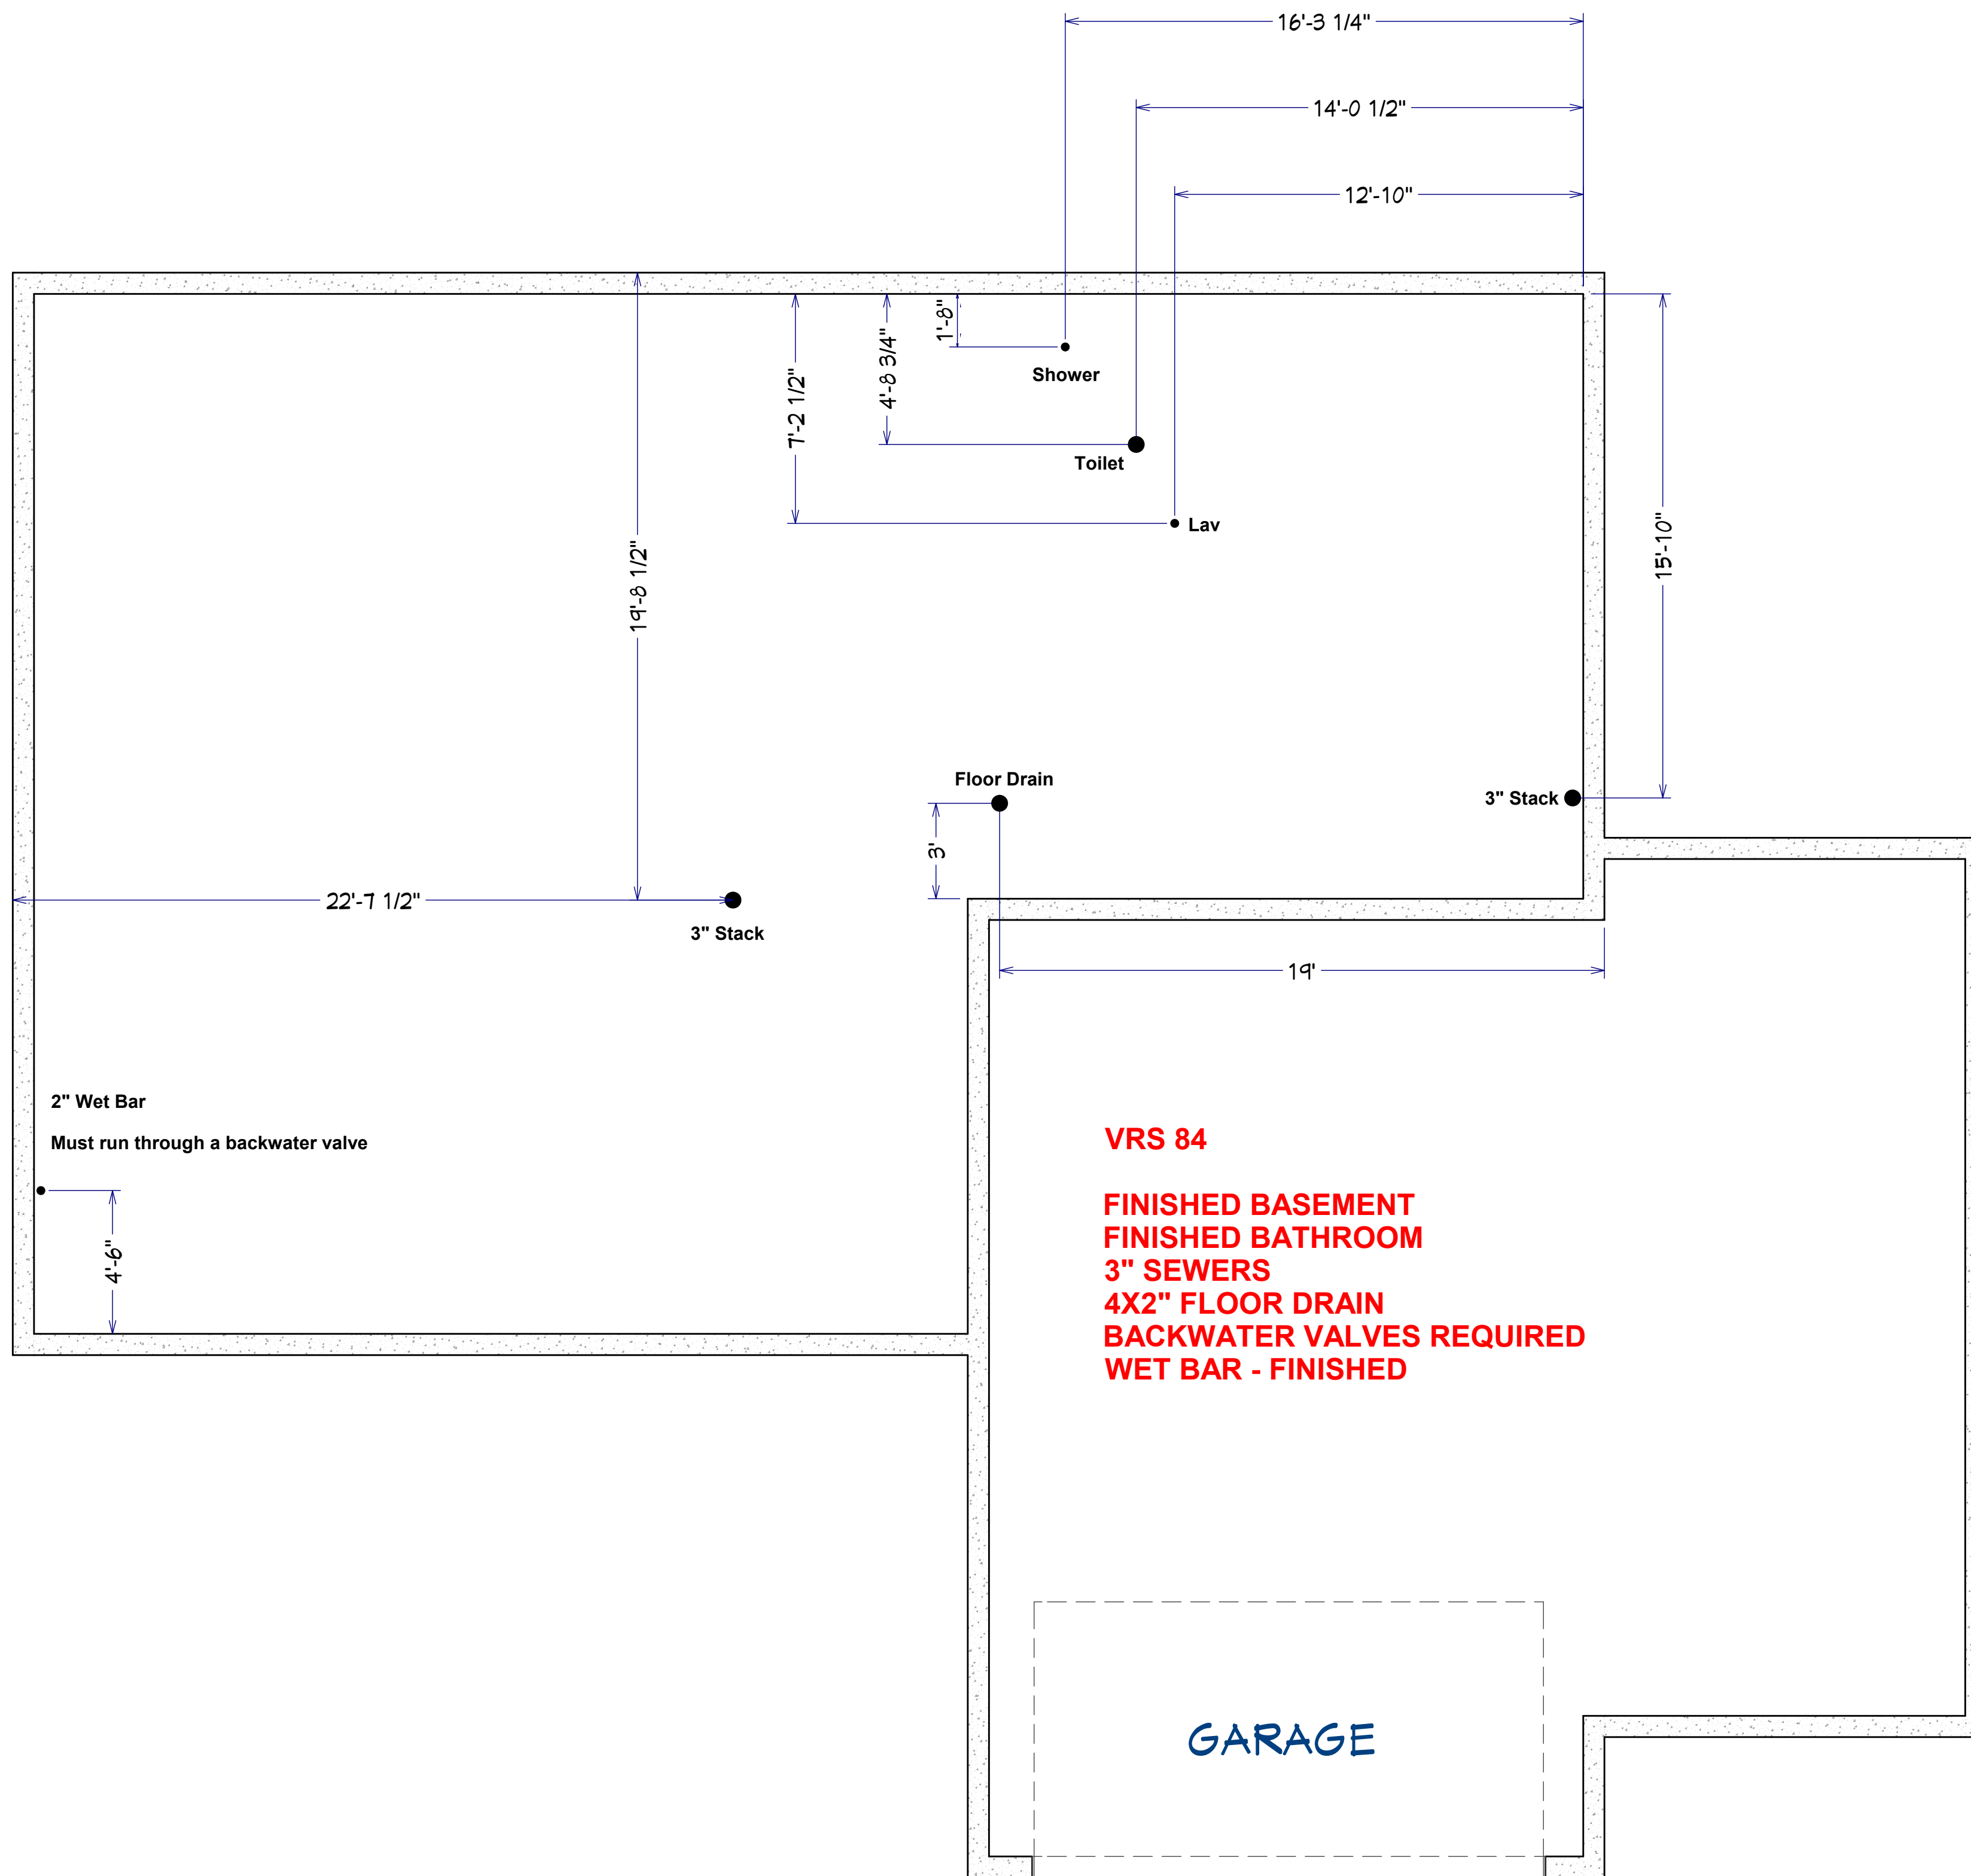 16'-3 1/4"
14'-0 1/2"
12'-10"
1'-8"
4'-8 3/4"
7'-2 1/2"
Shower
Toilet
Lav
19'-8 1/2"
15'-10"
Floor Drain
3" Stack
3'
22'-7 1/2"
3" Stack
19'
2" Wet Bar
Must run through a backwater valve
4'-6"
VRS 84
FINISHED BASEMENT
FINISHED BATHROOM
3" SEWERS
4X2" FLOOR DRAIN
BACKWATER VALVES REQUIRED
WET BAR - FINISHED
GARAGE